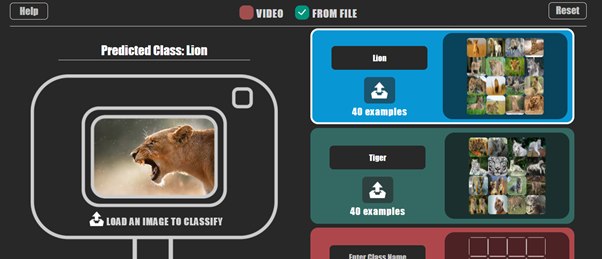 Help
VIDEO
FROM FILE
Reset
Predicted Class: Lion
LOAD AN IMAGE TO CLASSIFY
Lion
40 examples
Tiger
40 examples
Enter Class Name